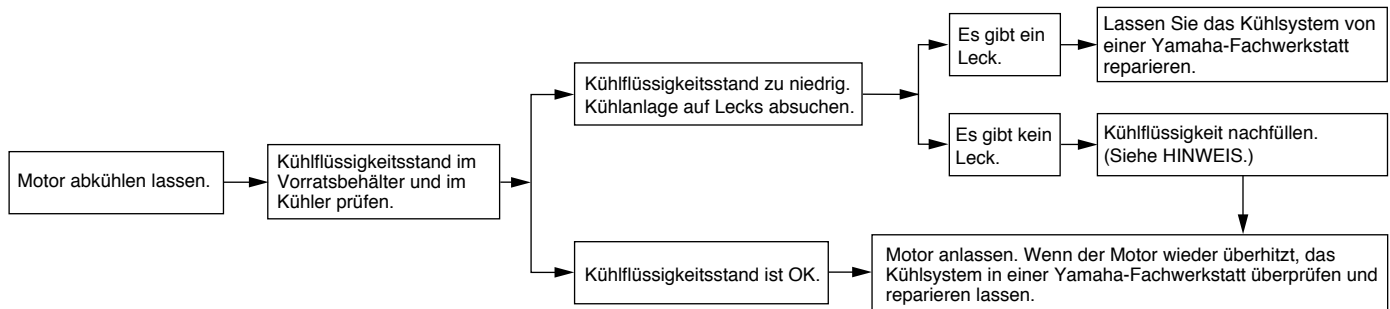 Motor abkühlen lassen.
Kühlflüssigkeitsstand im
Vorratsbehälter und im
Kühler prüfen.
Kühlflüssigkeitsstand zu niedrig.
Kühlanlage auf Lecks absuchen.
Es gibt ein
Leck.
Lassen Sie das Kühlsystem von
einer Yamaha-Fachwerkstatt
reparieren.
Es gibt kein
Leck.
Kühlflüssigkeit nachfüllen.
(Siehe HINWEIS.)
Kühlflüssigkeitsstand ist OK.
Motor anlassen. Wenn der Motor wieder überhitzt, das
Kühlsystem in einer Yamaha-Fachwerkstatt überprüfen und
reparieren lassen.